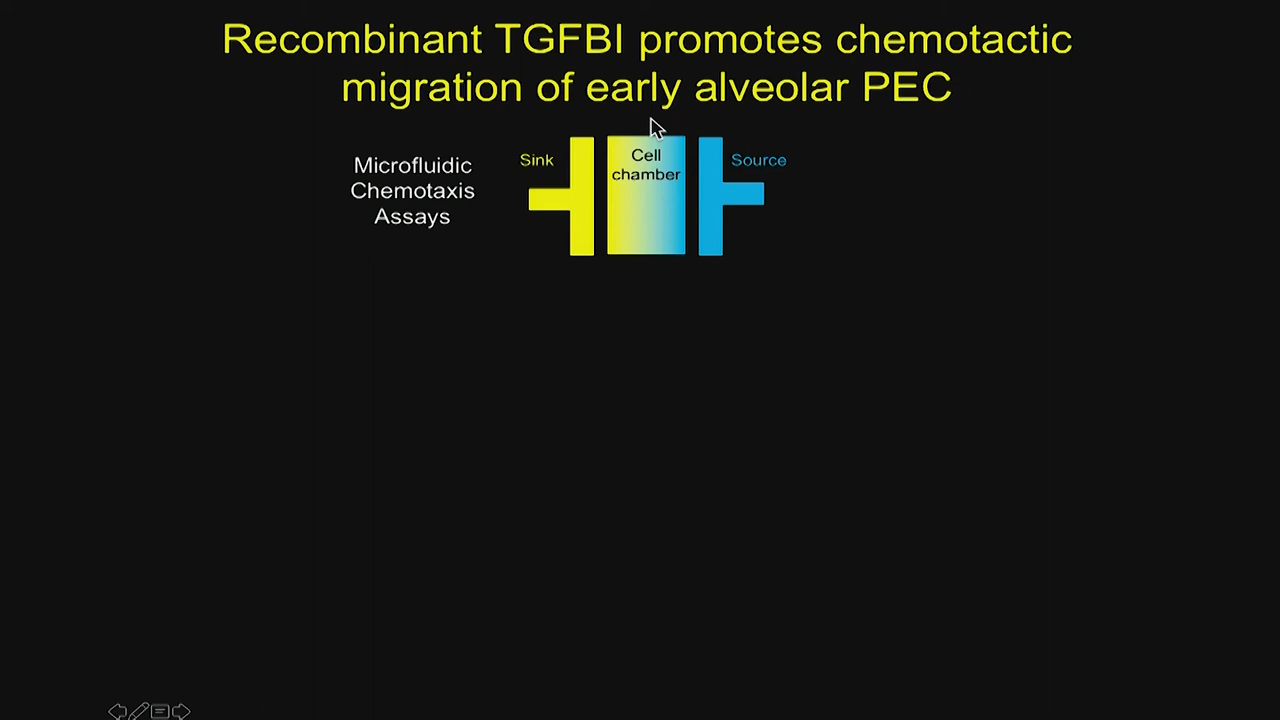 Recombinant TGFBI promotes chemotactic
migration of early alveolar PEC
Microfluidic
Chemotaxis
Assays
Sink
Cell
chamber
Source